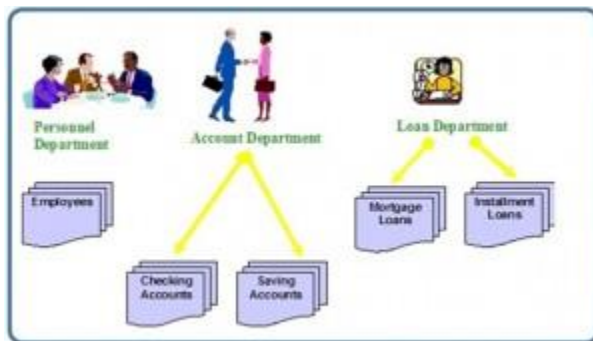 Personnel
Department
Account Department
Loan Department
Employees
Mortgage
Loans
Installment
Loans
Checking
Accounts
Saving
Accounts